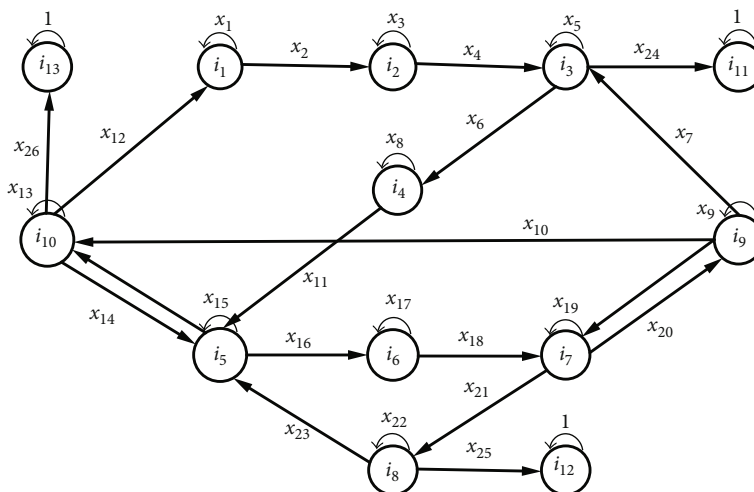 1
x₁
x₃
x₅
1
i₁₃
i₁
x₂
i₂
x₄
i₃
x₂₄
i₁₁
x₂₆
x₁₂
x₈
x₆
x₇
x₁₃
i₄
x₉
i₁₀
x₁₀
i₉
x₁₄
x₁₅
x₁₁
x₁₇
x₁₉
x₂₀
i₅
x₁₆
i₆
x₁₈
i₇
x₂₃
x₂₂
x₂₁
1
i₈
x₂₅
i₁₂